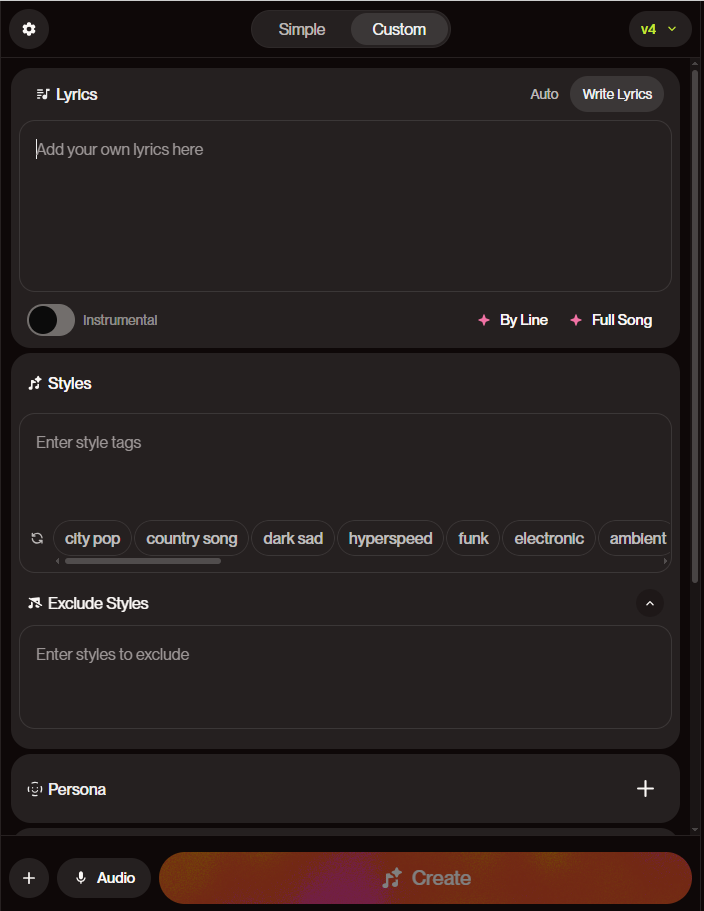 Simple Custom v4
Lyrics Auto Write Lyrics
Add your own lyrics here
Instrumental By Line Full Song
Styles
Enter style tags
city pop country song dark sad hyperspeed funk electronic ambient
Exclude Styles
Enter styles to exclude
Persona
Audio Create